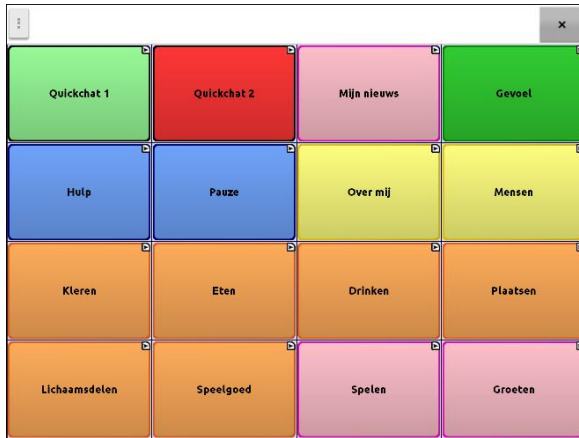 Quickchat 1
Quickchat 2
Mijn nieuws
Gevoel
Hulp
Pauze
Over mij
Mensen
Kleren
Eten
Drinken
Plaatsen
Lichaamsdelen
Speelgoed
Spelen
Groeten